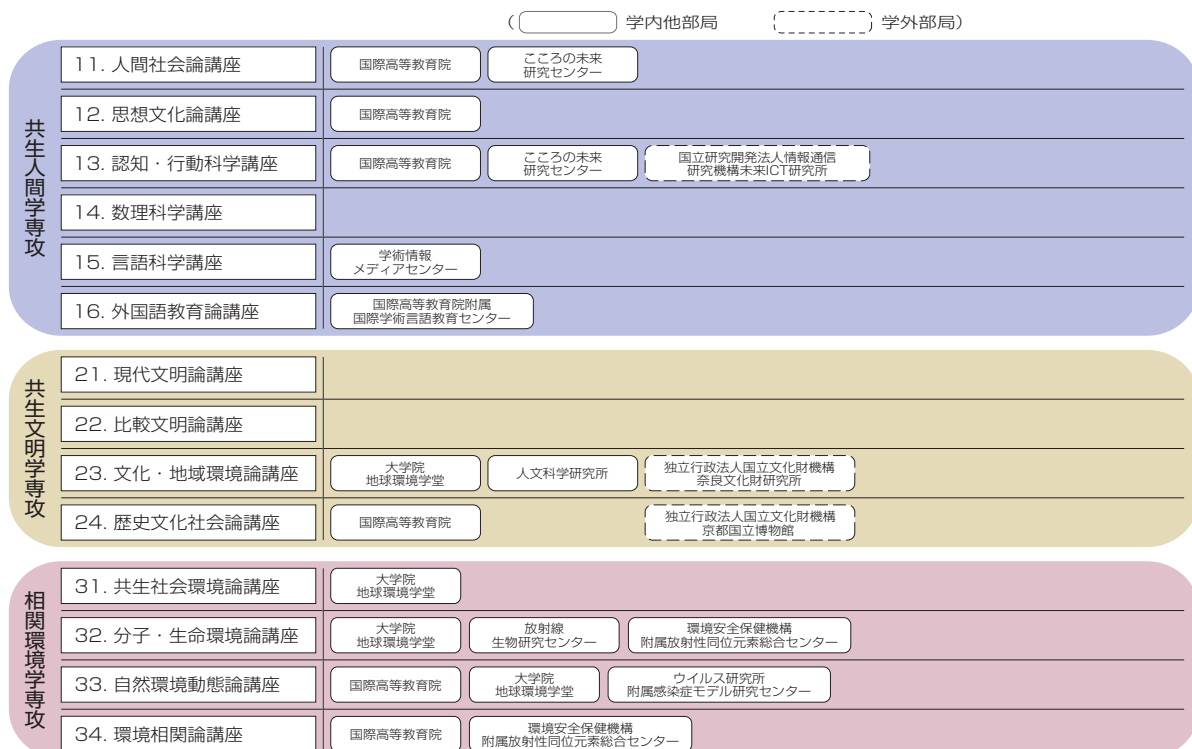 ( 学内他部局 学外部局)
共生人間学専攻
11. 人間社会論講座
国際高等教育院
こころの未来
研究センター
12. 思想文化論講座
国際高等教育院
13. 認知・行動科学講座
国際高等教育院
こころの未来
研究センター
国立研究開発法人情報通信
研究機構未来ICT研究所
14. 数理科学講座
15. 言語科学講座
学術情報
メディアセンター
16. 外国語教育論講座
国際高等教育院附属
国際学術言語教育センター
共生文明学専攻
21. 現代文明論講座
22. 比較文明論講座
23. 文化・地域環境論講座
大学院
地球環境学堂
人文科学研究所
独立行政法人国立文化財機構
奈良文化財研究所
24. 歴史文化社会論講座
国際高等教育院
独立行政法人国立文化財機構
京都国立博物館
相関環境学専攻
31. 共生社会環境論講座
大学院
地球環境学堂
32. 分子・生命環境論講座
大学院
地球環境学堂
放射線
生物研究センター
環境安全保健機構
附属放射性同位元素総合センター
33. 自然環境動態論講座
国際高等教育院
大学院
地球環境学堂
ウイルス研究所
附属感染症モデル研究センター
34. 環境相関論講座
国際高等教育院
環境安全保健機構
附属放射性同位元素総合センター